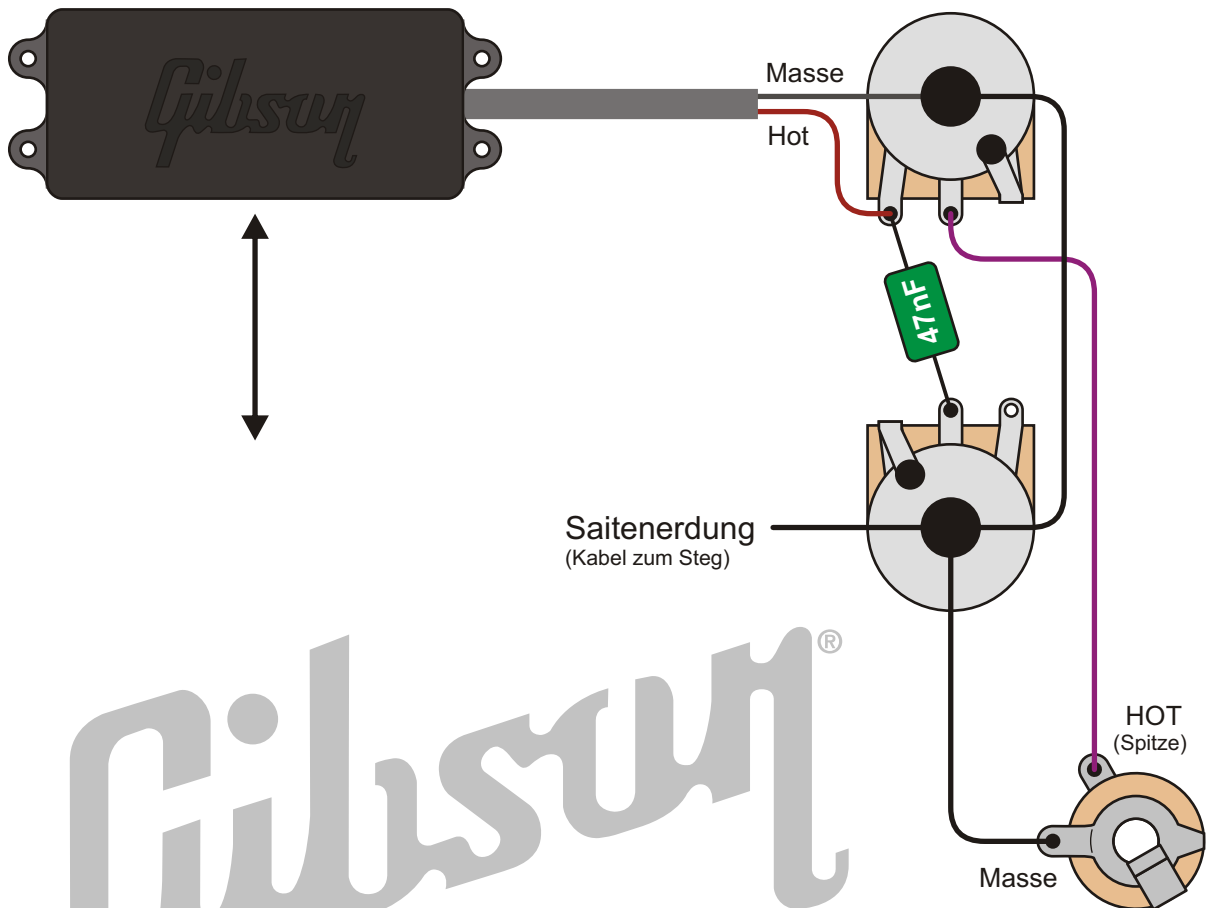 Gibson
Masse
Hot
47nF
Saitenerdung
(Kabel zum Steg)
Gibson®
HOT
(Spitze)
Masse